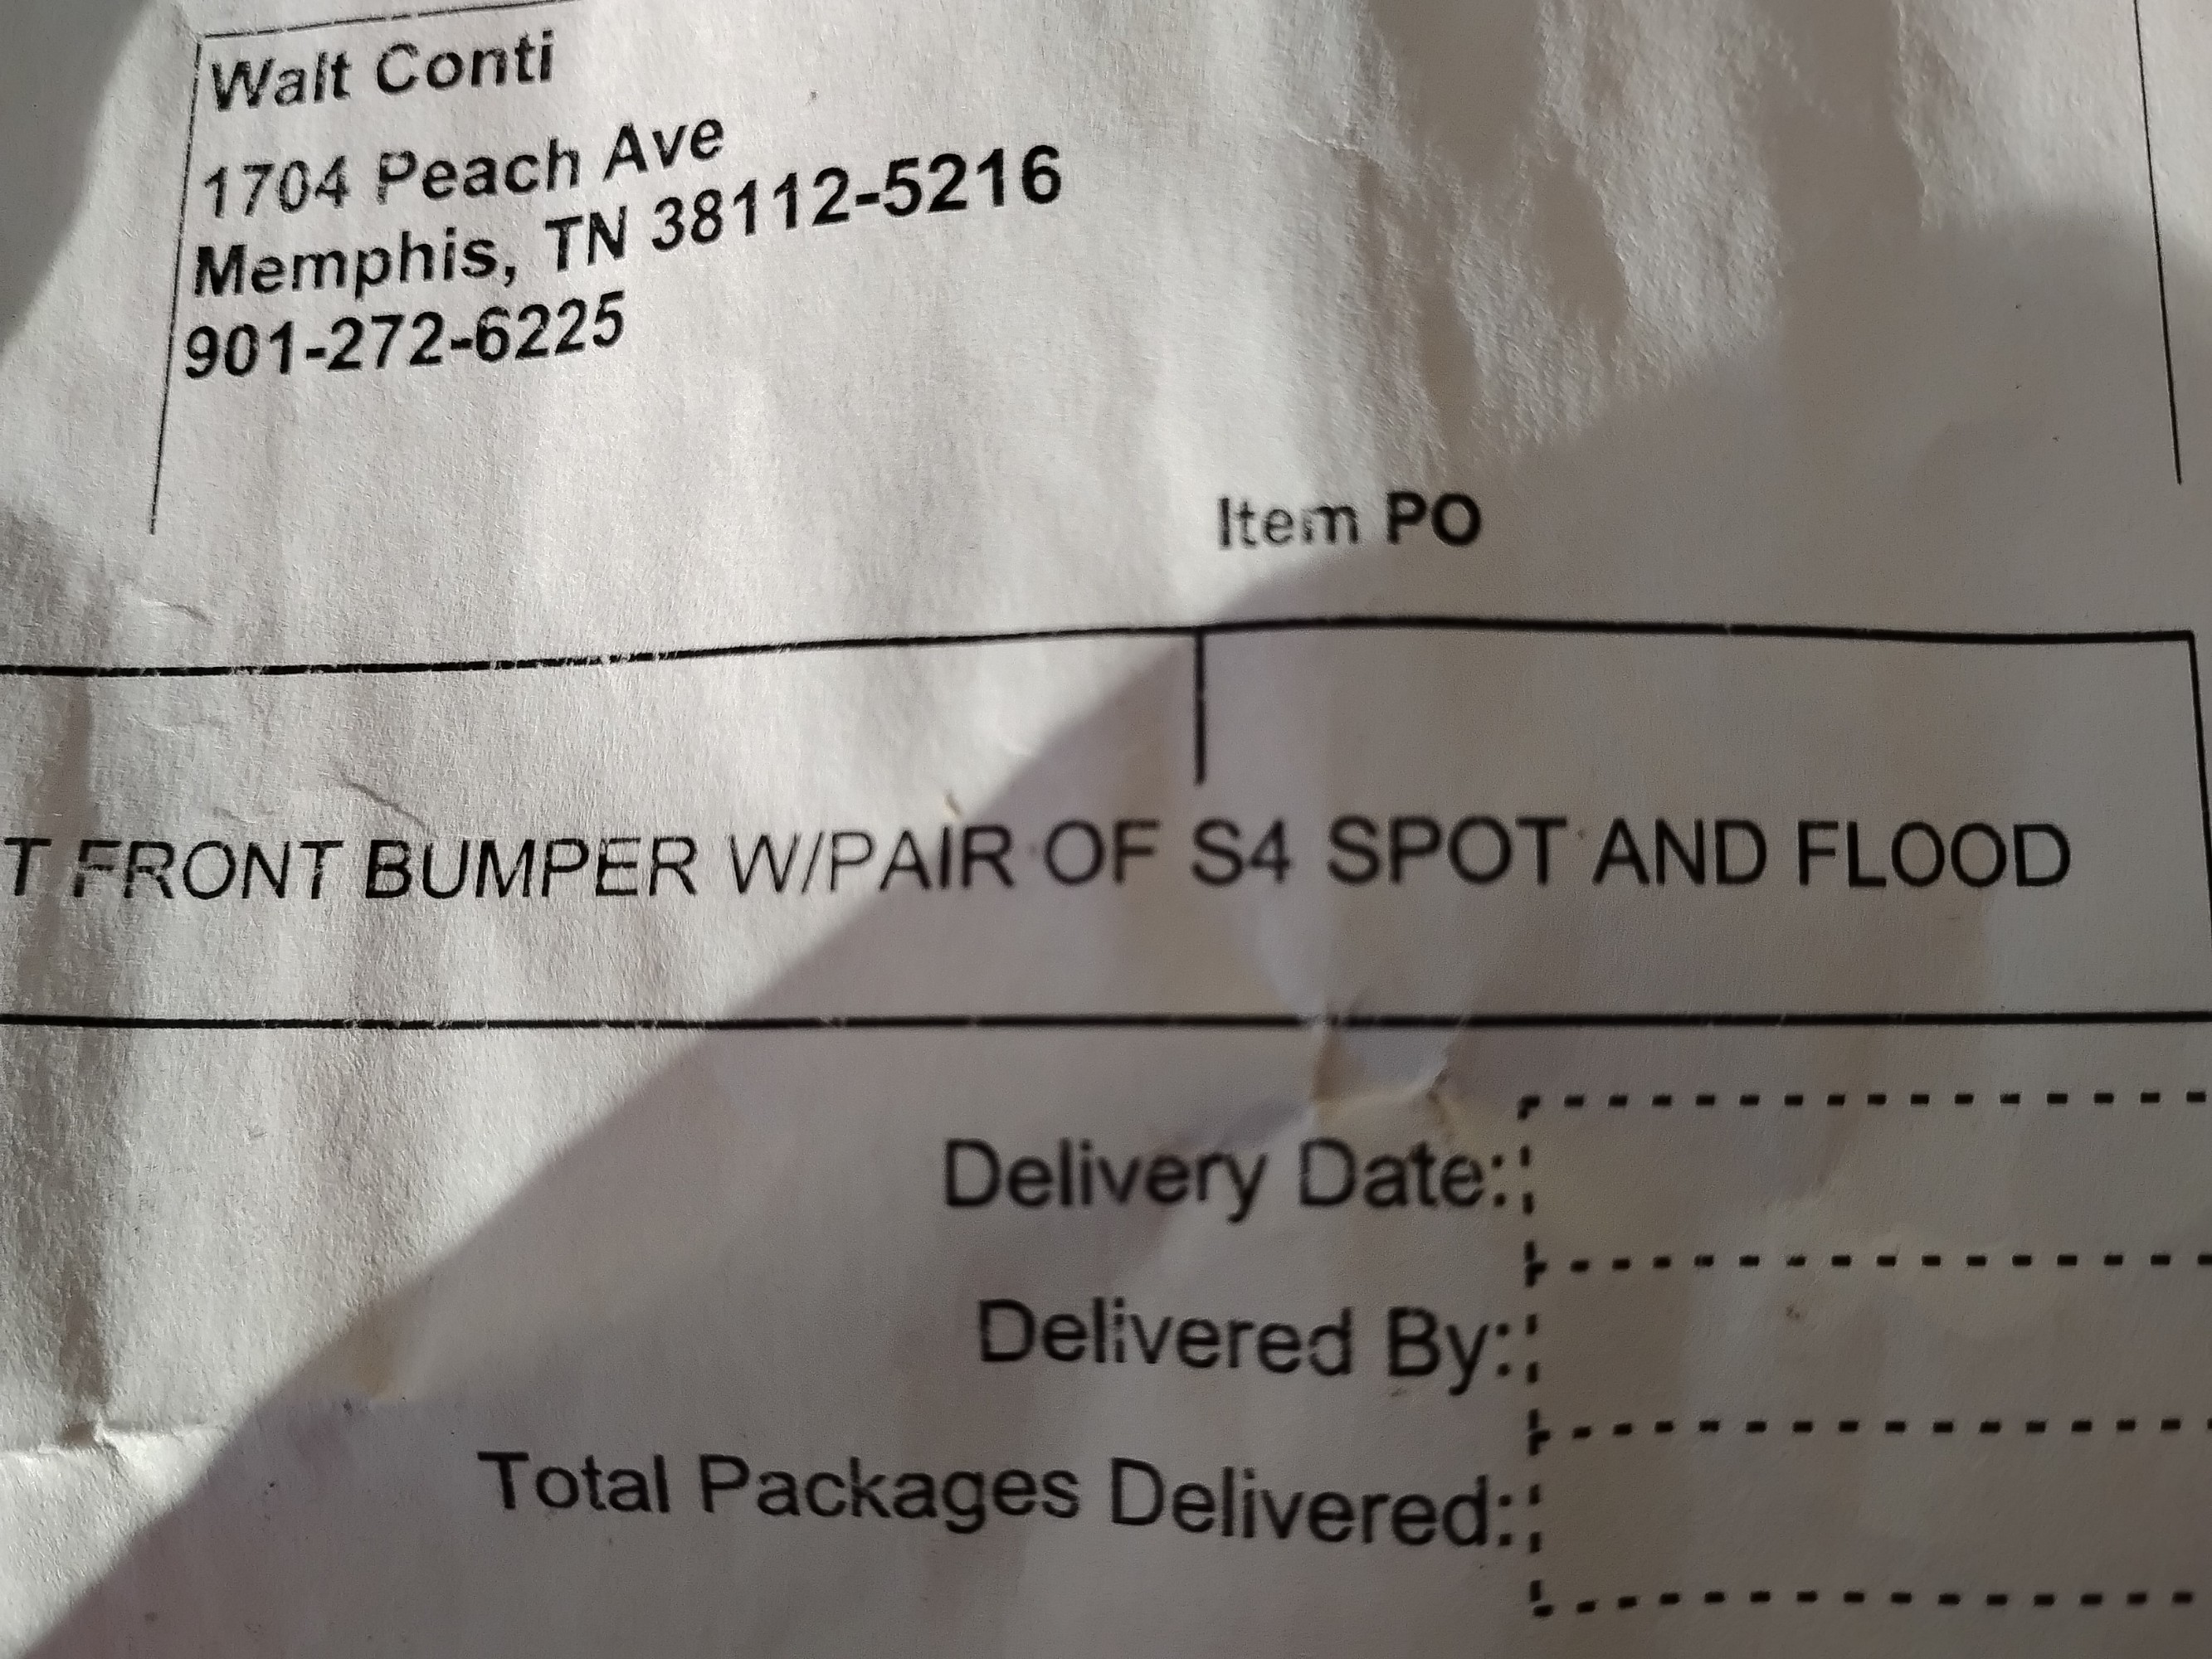 Walt Conti
1704 Peach Ave
Memphis, TN 38112-5216
901-272-6225
Item PO
T FRONT BUMPER W/PAIR OF S4 SPOT AND FLOOD
Delivery Date:
Delivered By:
Total Packages Delivered: